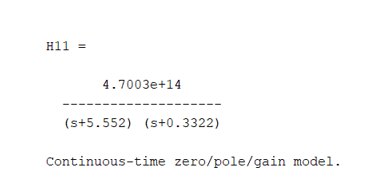 H11 =
4.7003e+14
--------------------
(s+5.552) (s+0.3322)
Continuous-time zero/pole/gain model.